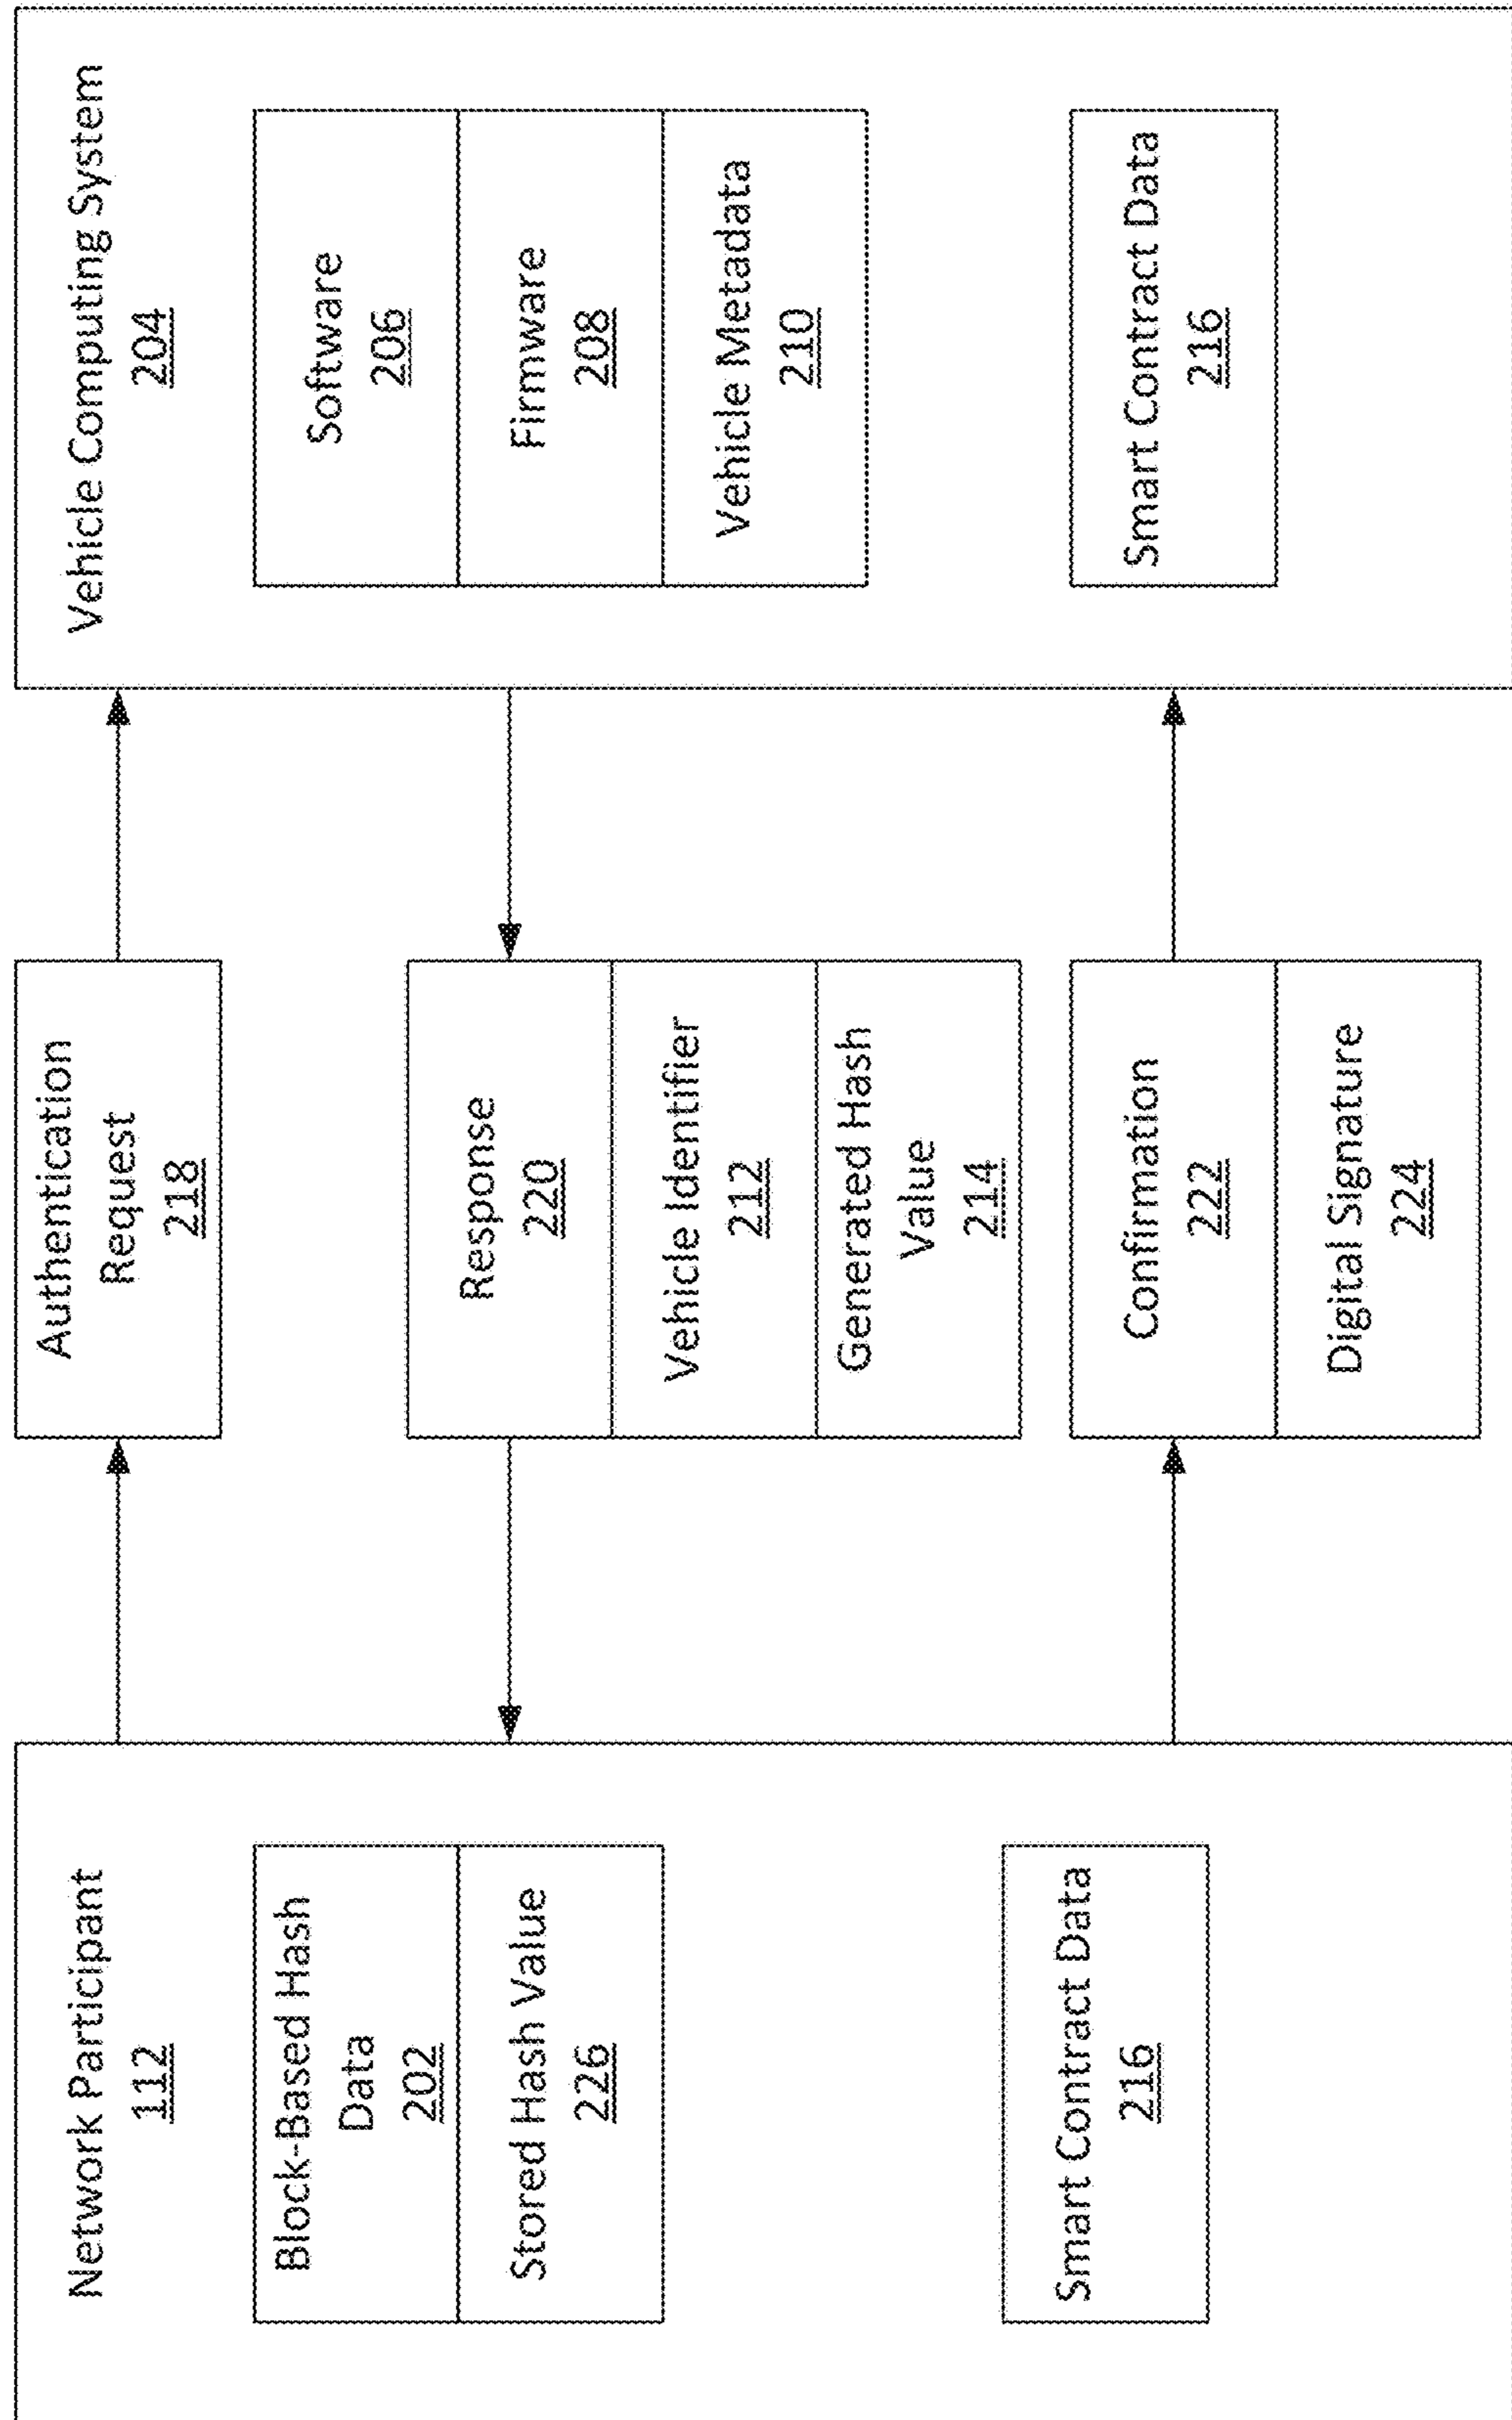 Network Participant
112
Block-Based Hash
Data
202
Stored Hash Value
226
Smart Contract Data
216
Authentication
Request
218
Response
220
Vehicle Identifier
212
Generated Hash
Value
214
Confirmation
222
Digital Signature
224
Vehicle Computing System
204
Software
206
Firmware
208
Vehicle Metadata
210
Smart Contract Data
216